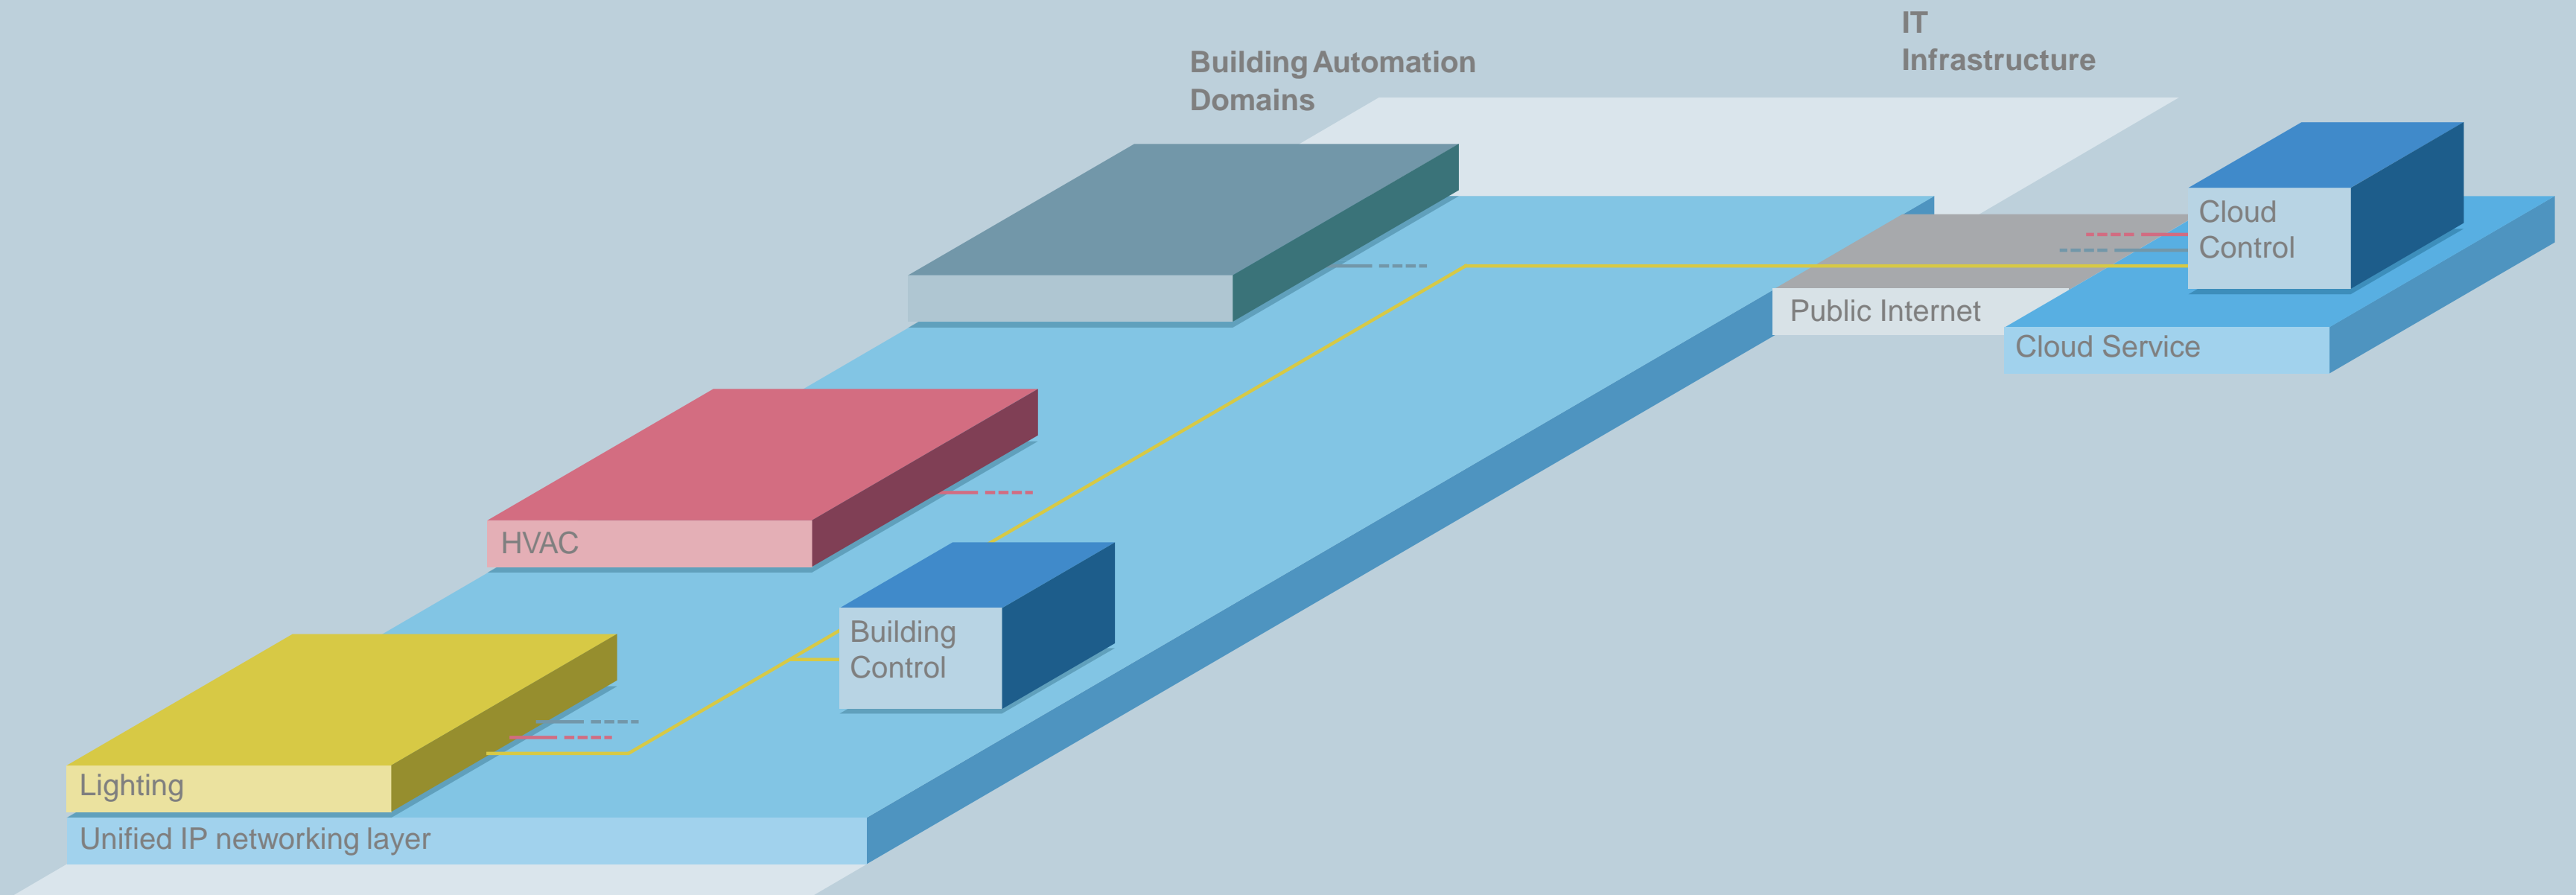 IT
Infrastructure
Building Automation
Domains
Cloud
Control
Public Internet
Cloud Service
HVAC
Building
Control
Lighting
Unified IP networking layer